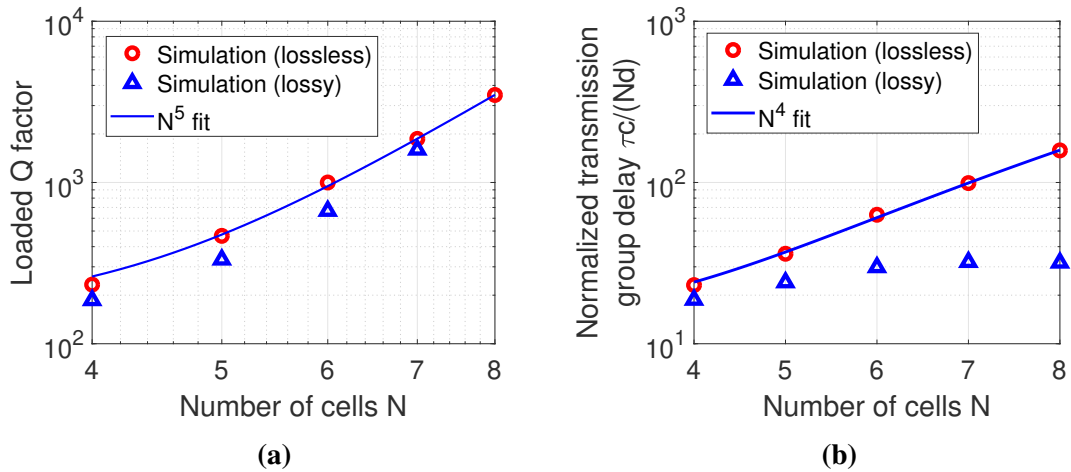 Loaded Q factor
10^4
10^3
10^2
Simulation (lossless)
Simulation (lossy)
N^5 fit
4 5 6 7 8
Number of cells N
(a)
Normalized transmission
group delay τc/(Nd)
10^3
10^2
10^1
Simulation (lossless)
Simulation (lossy)
N^4 fit
4 5 6 7 8
Number of cells N
(b)